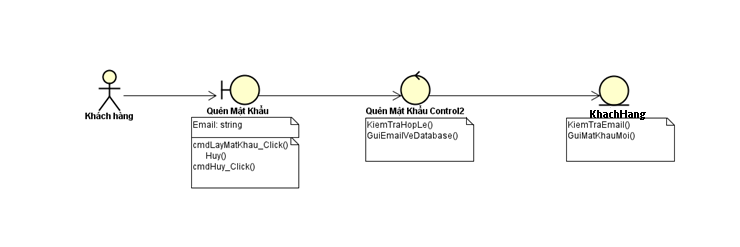 Khách hàng
Quên Mật Khẩu
Quên Mật Khẩu Control2
KhachHang
Email: string
cmdLayMatKhau_Click()
Huy()
cmdHuy_Click()
KiemTraHopLe()
GuiEmailVeDatabase()
KiemTraEmail()
GuiMatKhauMoi()